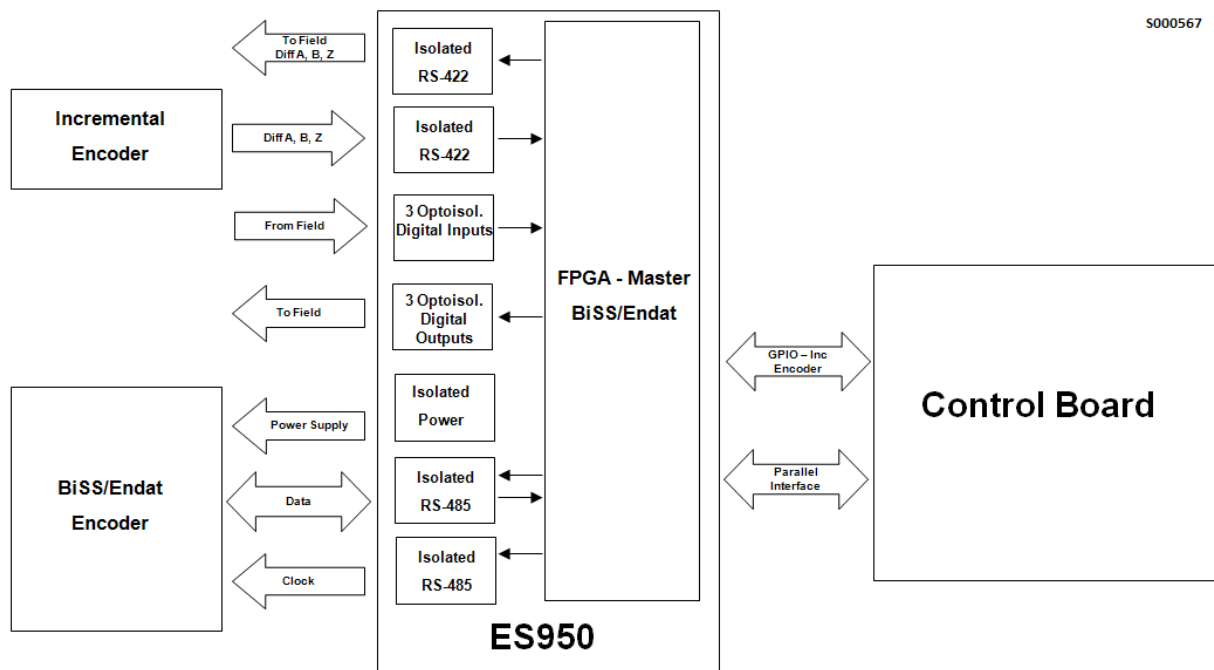 S000567
To Field
Diff A, B, Z
Isolated
RS-422
Incremental
Encoder
Diff A, B, Z
Isolated
RS-422
From Field
3 Optoisol.
Digital Inputs
To Field
3 Optoisol.
Digital
Outputs
FPGA - Master
BiSS/Endat
GPIO – Inc
Encoder
Control Board
Power Supply
Isolated
Power
BiSS/Endat
Encoder
Data
Isolated
RS-485
Parallel
Interface
Clock
Isolated
RS-485
ES950